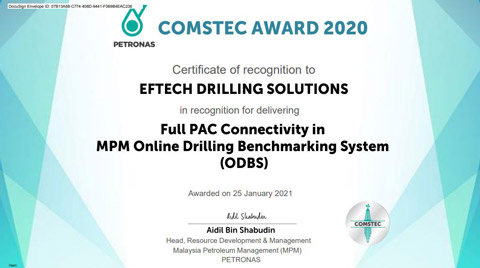 COMSTEC AWARD 2020
PETRONAS
Certificate of recognition to
EFTECH DRILLING SOLUTIONS
in recognition for delivering
Full PAC Connectivity in
MPM Online Drilling Benchmarking System
(ODBS)
Awarded on 25 January 2021
Aidil Shabudin
Aidil Bin Shabudin
Head, Resource Development & Management
Malaysia Petroleum Management (MPM)
PETRONAS
COMSTEC